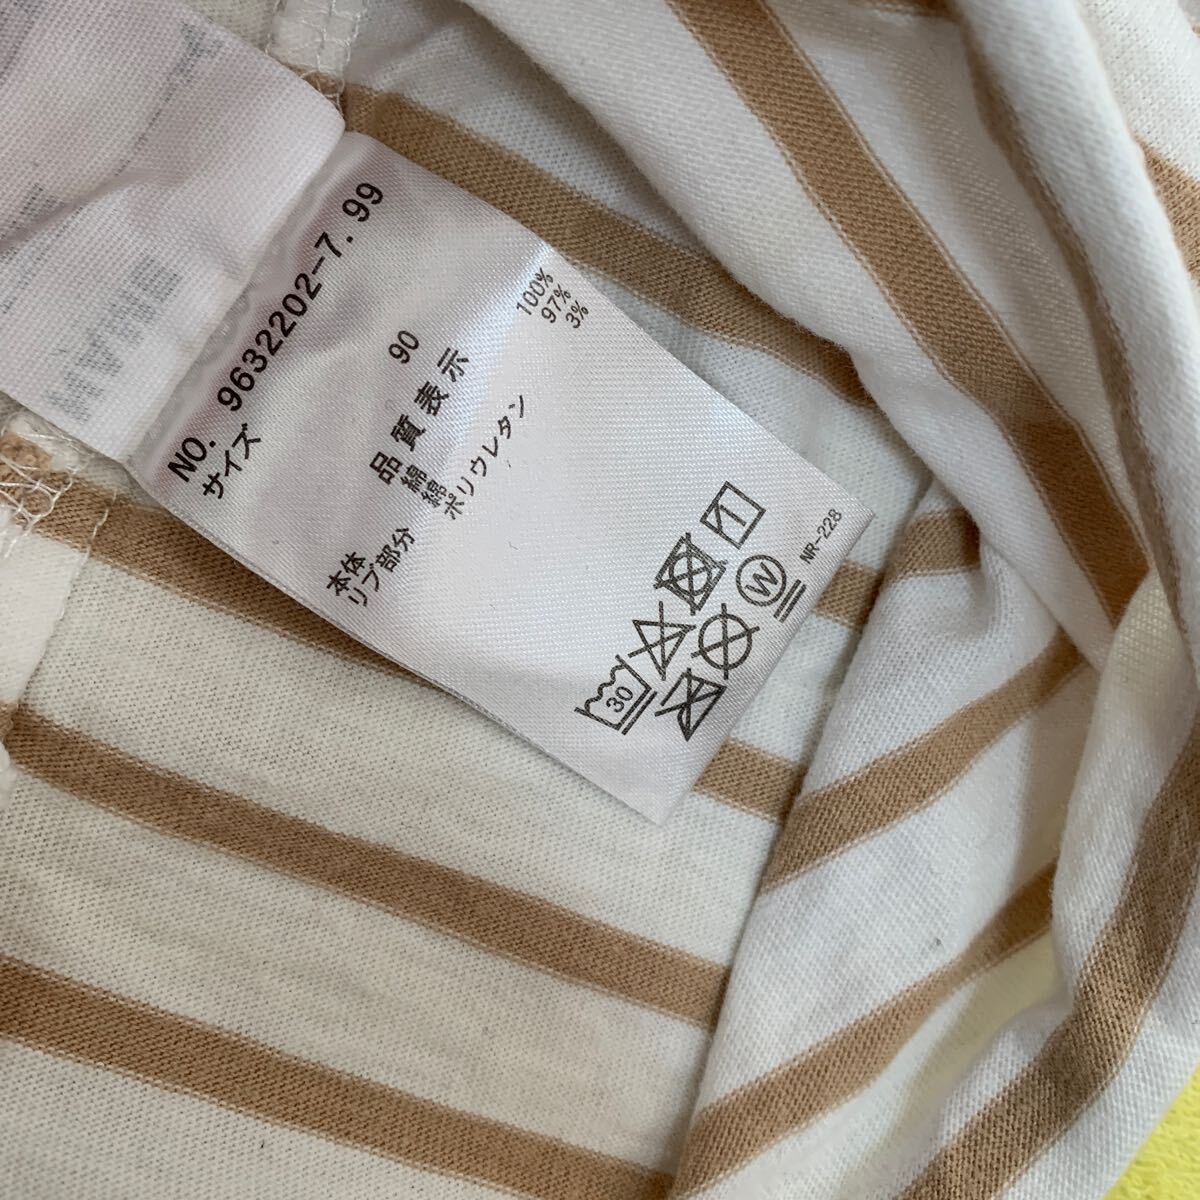 NO. 9632202-7.99
サイズ 90
品質表示
本体 綿 100%
リブ部分 綿 97%
ポリウレタン 3%
30
W
NR-228